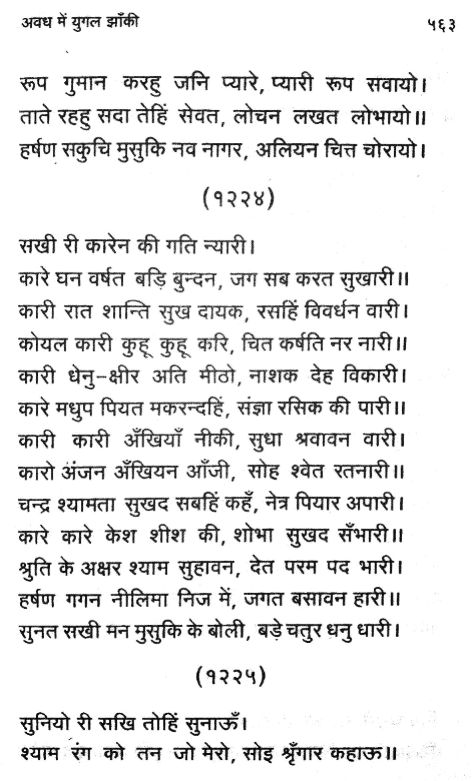 अवध में युगल झाँकी
५६३
रूप गुमान करहु जनि प्यारे, प्यारी रूप सवायो।
ताते रहहु सदा तेहिं सेवत, लोचन लखत लोभायो॥
हर्षण सकुचि मुसुकि नव नागर, अलियन चित्त चोरायो।
(१२२४)
सखी री कारेन की गति न्यारी।
कारे घन वर्षत बड़ि बुन्दन, जग सब करत सुखारी॥
कारी रात शान्ति सुख दायक, रसहिं विवर्धन वारी।
कोयल कारी कुहू कुहू करि, चित कर्षति नर नारी॥
कारी धेनु-क्षीर अति मीठो, नाशक देह विकारी।
कारे मधुप पियत मकरन्दहिं, संज्ञा रसिक की पारी॥
कारी कारी अँखियाँ नीकी, सुधा श्रवावन वारी।
कारो अंजन अँखियन आँजी, सोह श्वेत रतनारी॥
चन्द्र श्यामता सुखद सबहिं कहँ, नेत्र पियार अपारी।
कारे कारे केश शीश की, शोभा सुखद सँभारी॥
श्रुति के अक्षर श्याम सुहावन, देत परम पद भारी।
हर्षण गगन नीलिमा निज में, जगत बसावन हारी॥
सुनत सखी मन मुसुकि के बोली, बड़े चतुर धनु धारी।
(१२२५)
सुनियो री सखि तोहिं सुनाऊँ।
श्याम रंग को तन जो मेरो, सोइ श्रृँगार कहाऊ॥